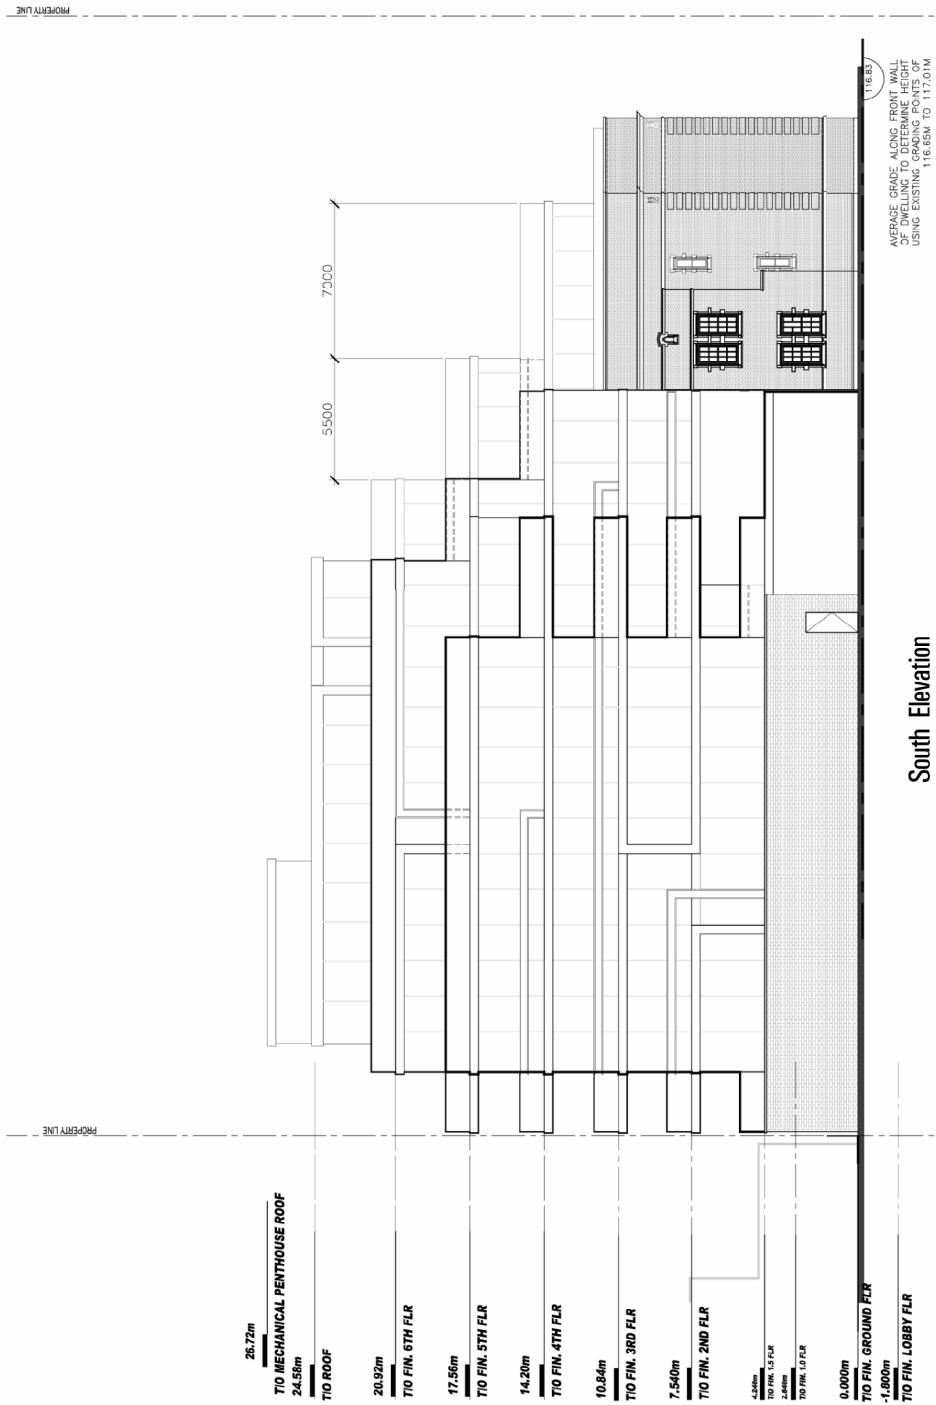 PROPERTY LINE
26.72m
T/O MECHANICAL PENTHOUSE ROOF
24.58m
T/O ROOF
20.92m
T/O FIN. 6TH FLR
17.56m
T/O FIN. 5TH FLR
14.20m
T/O FIN. 4TH FLR
10.84m
T/O FIN. 3RD FLR
7.540m
T/O FIN. 2ND FLR
4.240m
T/O FIN. 1.5 FLR
2.840m
T/O FIN. 1.0 FLR
0.000m
T/O FIN. GROUND FLR
-1.800m
T/O FIN. LOBBY FLR
5500
7000
PROPERTY LINE
116.83
AVERAGE GRADE ALONG FRONT WALL
OF DWELLING TO DETERMINE HEIGHT
USING EXISTING GRADING POINTS OF
116.65M TO 117.01M
South Elevation